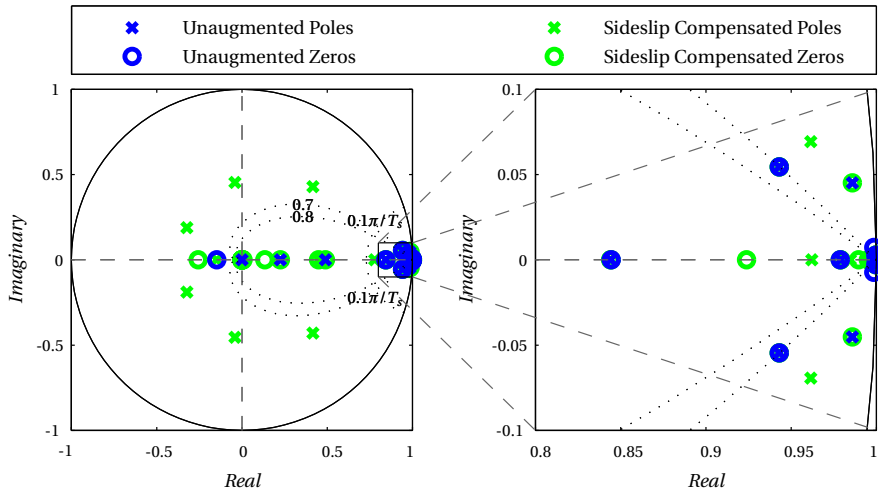 Unaugmented Poles
Sideslip Compensated Poles
Unaugmented Zeros
Sideslip Compensated Zeros
1
0.5
0
-0.5
-1
Imaginary
-1
-0.5
0
0.5
1
Real
0.7
0.8
0.1π/Ts
0.1π/Ts
0.1
0.05
0
-0.05
-0.1
Imaginary
0.8
0.85
0.9
0.95
1
Real